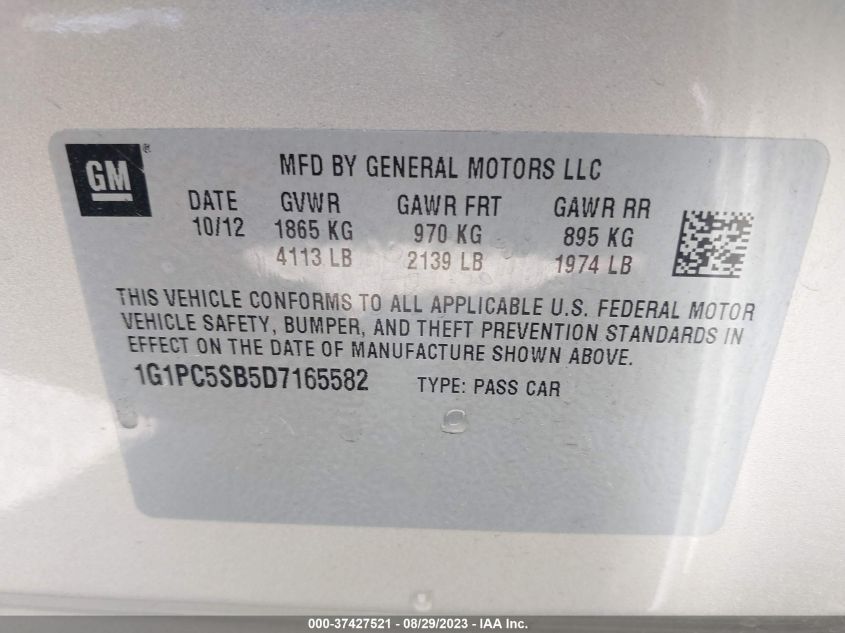 GM®
MFD BY GENERAL MOTORS LLC
DATE GVWR GAWR FRT GAWR RR
10/12 1865 KG 970 KG 895 KG
4113 LB 2139 LB 1974 LB
THIS VEHICLE CONFORMS TO ALL APPLICABLE U.S. FEDERAL MOTOR
VEHICLE SAFETY, BUMPER, AND THEFT PREVENTION STANDARDS IN
EFFECT ON THE DATE OF MANUFACTURE SHOWN ABOVE.
1G1PC5SB5D7165582 TYPE: PASS CAR
000-37427521 - 08/29/2023 - IAA Inc.